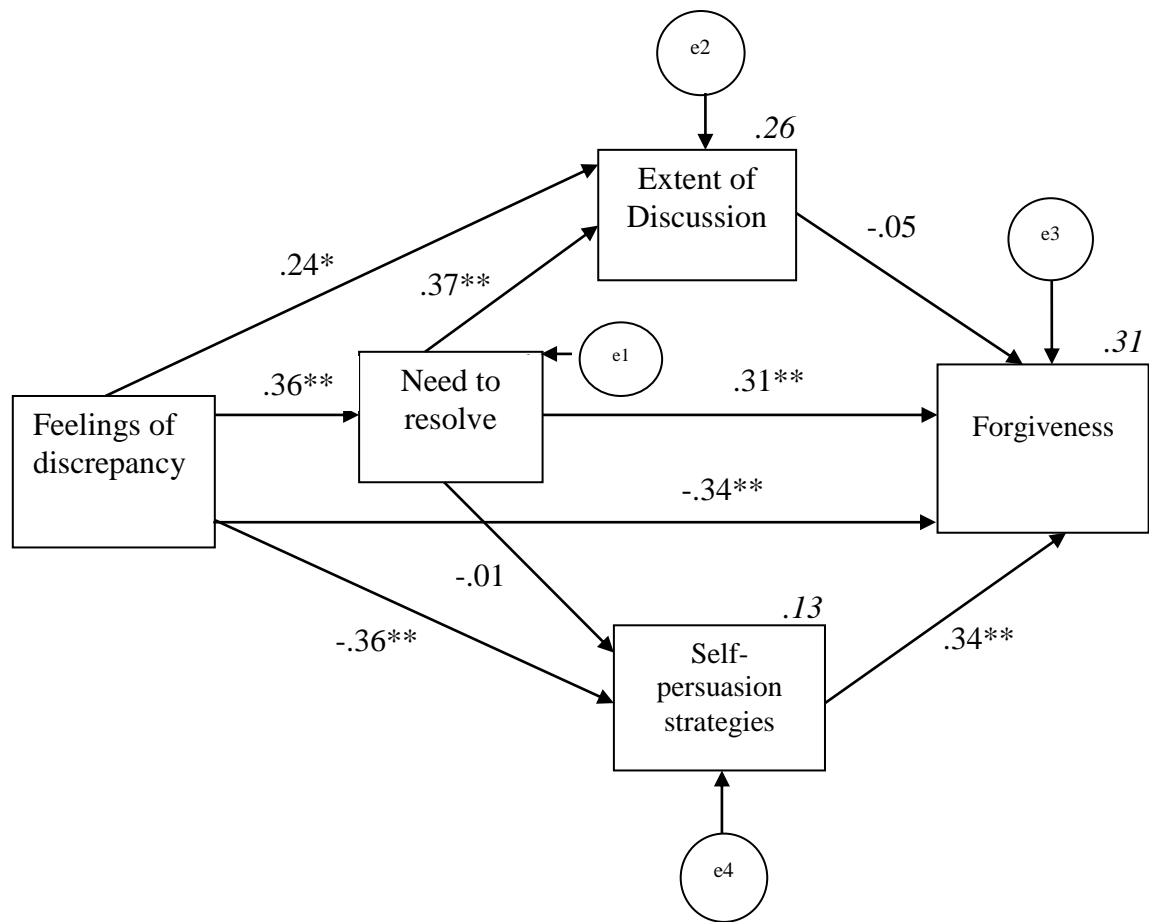 e2
.26
Extent of
Discussion
-.05
e3
.24*
.37**
.31
e1
.36**
Need to
resolve
.31**
Feelings of
discrepancy
Forgiveness
-.34**
-.01
-.36**
.13
Self-
persuasion
strategies
.34**
e4